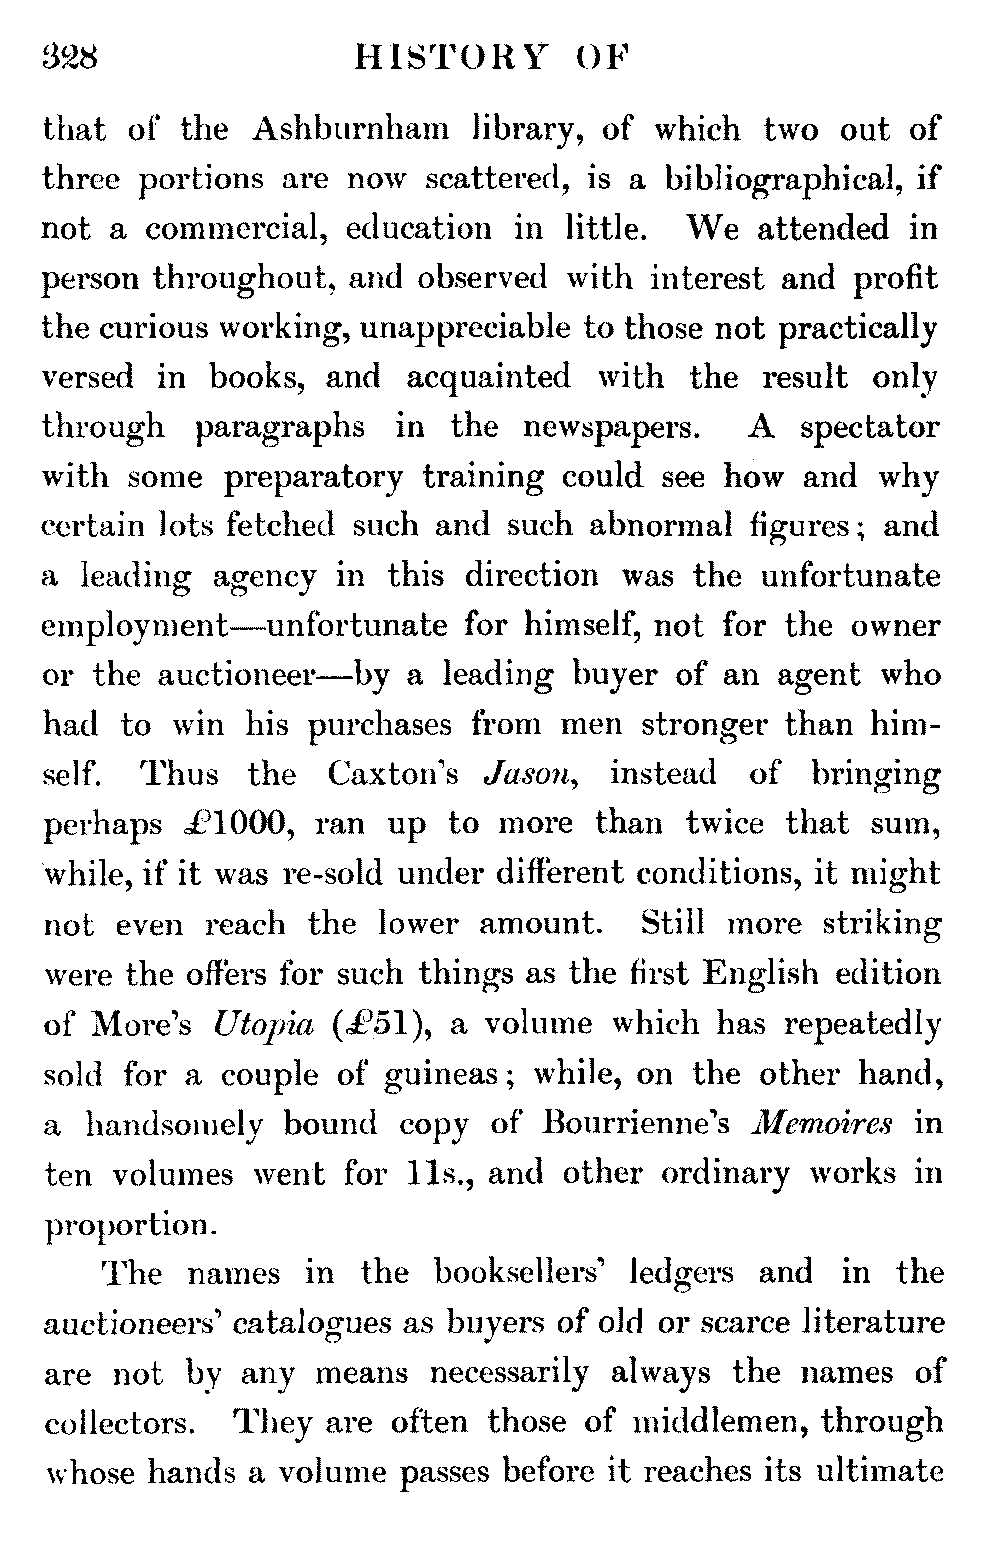 328 HISTORY OF
that of the Ashburnham library, of which two out of
three portions are now scattered, is a bibliographical, if
not a commercial, education in little. We attended in
person throughout, and observed with interest and profit
the curious working, unappreciable to those not practically
versed in books, and acquainted with the result only
through paragraphs in the newspapers. A spectator
with some preparatory training could see how and why
certain lots fetched such and such abnormal figures; and
a leading agency in this direction was the unfortunate
employment—unfortunate for himself, not for the owner
or the auctioneer—by a leading buyer of an agent who
had to win his purchases from men stronger than him-
self. Thus the Caxton's Jason, instead of bringing
perhaps £1000, ran up to more than twice that sum,
while, if it was re-sold under different conditions, it might
not even reach the lower amount. Still more striking
were the offers for such things as the first English edition
of More's Utopia (£51), a volume which has repeatedly
sold for a couple of guineas; while, on the other hand,
a handsomely bound copy of Bourrienne's Memoires in
ten volumes went for 11s., and other ordinary works in
proportion.
The names in the booksellers' ledgers and in the
auctioneers' catalogues as buyers of old or scarce literature
are not by any means necessarily always the names of
collectors. They are often those of middlemen, through
whose hands a volume passes before it reaches its ultimate